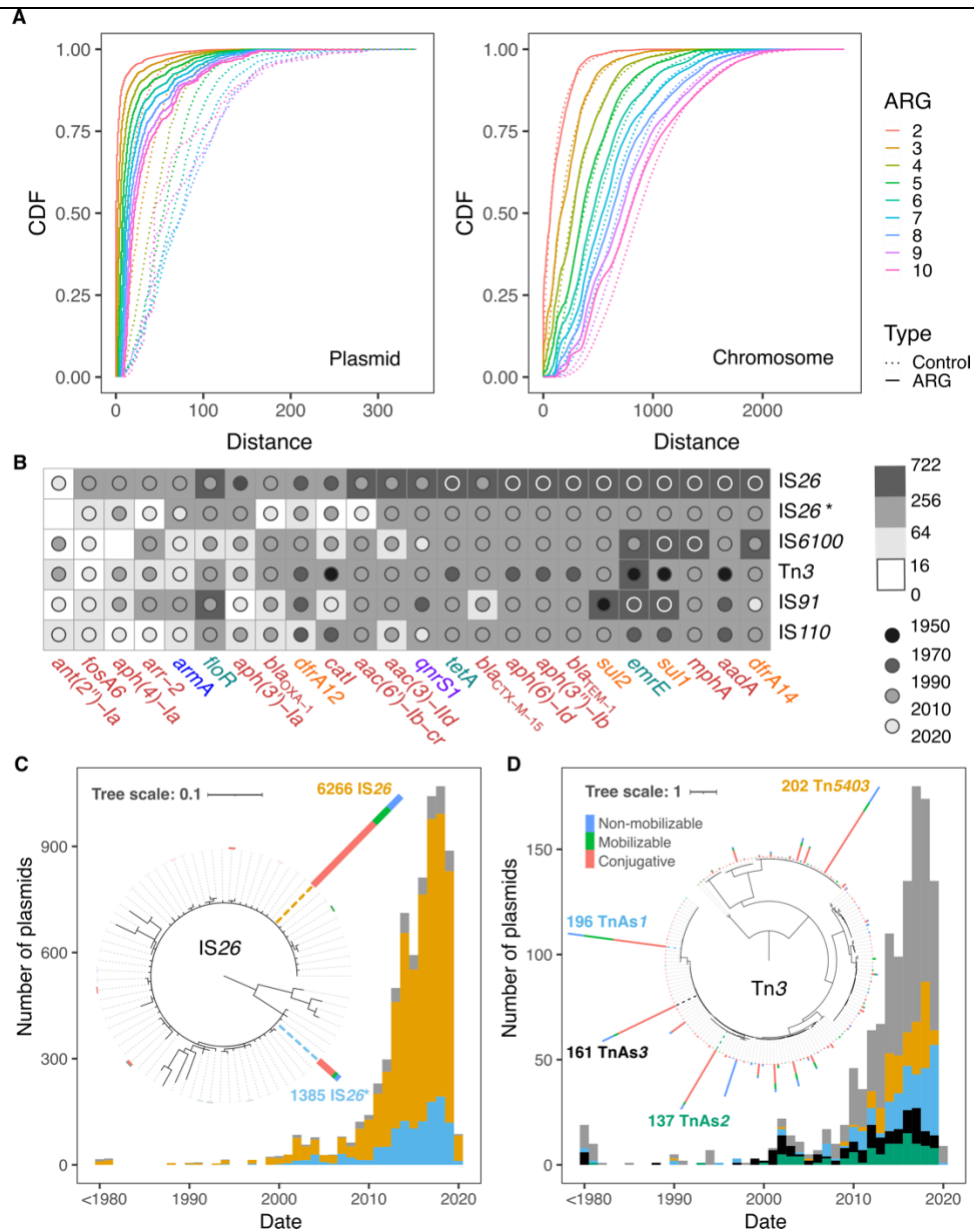 A
1.00
0.75
0.50
0.25
0.00
CDF
Plasmid
0 100 200 300
Distance
1.00
0.75
0.50
0.25
0.00
CDF
Chromosome
0 1000 2000
Distance
ARG
2
3
4
5
6
7
8
9
10
Type
Control
ARG
B
IS26
IS26 *
IS6100
Tn3
IS91
IS110
ant(2'')-Ia
fosA6
aph(4)-Ia
arr-2
armA
floR
aph(3')-Ia
blaOXA-1
dfrA12
catI
aac(6')-Ib-cr
aac(3)-IId
qnrS1
tetA
blaCTX-M-15
aph(6)-Id
aph(3'')-Ib
blaTEM-1
sul2
emrE
sul1
mphA
aadA
dfrA14
722
256
64
16
0
1950
1970
1990
2010
2020
C
Tree scale: 0.1
6266 IS26
IS26
1385 IS26*
Number of plasmids
900
600
300
0
<1980 1990 2000 2010 2020
Date
D
Tree scale: 1
Non-mobilizable
Mobilizable
Conjugative
202 Tn5403
196 TnAs1
Tn3
161 TnAs3
137 TnAs2
Number of plasmids
150
100
50
0
<1980 1990 2000 2010 2020
Date